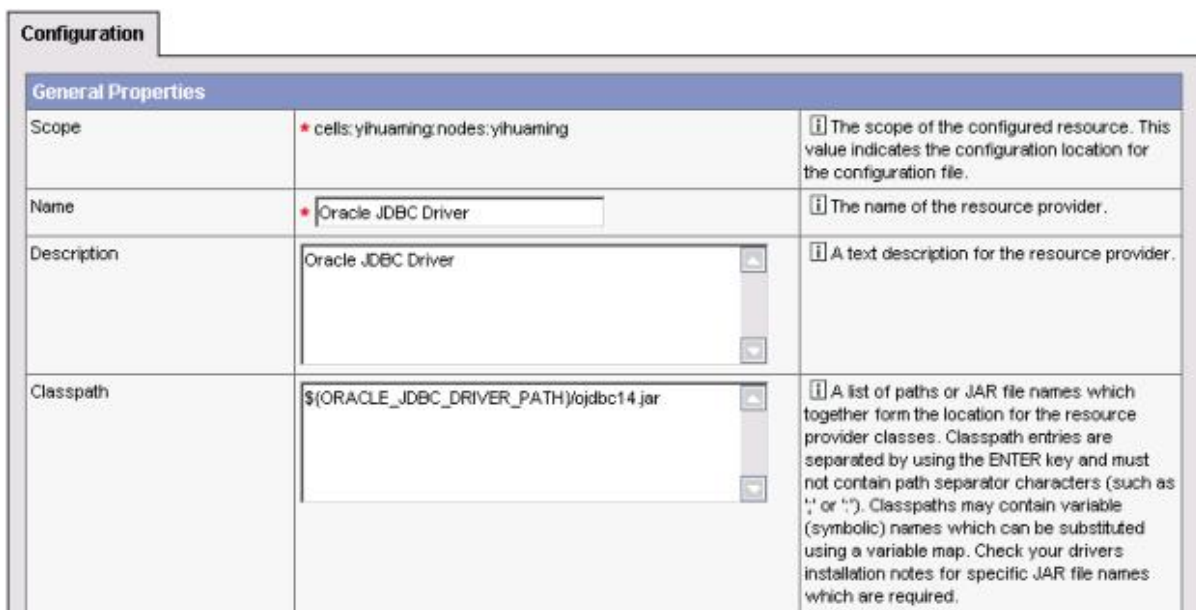 Configuration
General Properties
Scope
* cells:yihuaming:nodes:yihuaming
i The scope of the configured resource. This
value indicates the configuration location for
the configuration file.
Name
* Oracle JDBC Driver
i The name of the resource provider.
Description
Oracle JDBC Driver
i A text description for the resource provider.
Classpath
${ORACLE_JDBC_DRIVER_PATH}/ojdbc14.jar
i A list of paths or JAR file names which
together form the location for the resource
provider classes. Classpath entries are
separated by using the ENTER key and must
not contain path separator characters (such as
';' or ':'). Classpaths may contain variable
(symbolic) names which can be substituted
using a variable map. Check your drivers
installation notes for specific JAR file names
which are required.